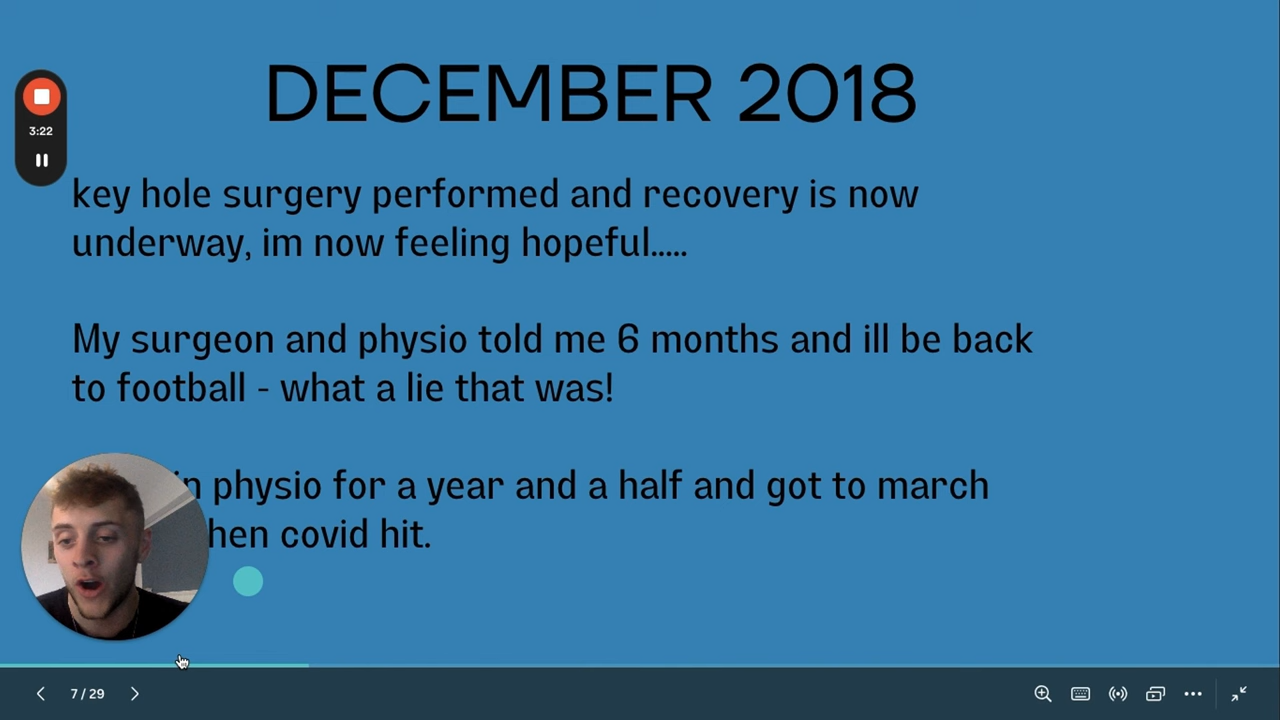 DECEMBER 2018
3:22
key hole surgery performed and recovery is now
underway, im now feeling hopeful.....
My surgeon and physio told me 6 months and ill be back
to football - what a lie that was!
physio for a year and a half and got to march
covid hit.
7 / 29